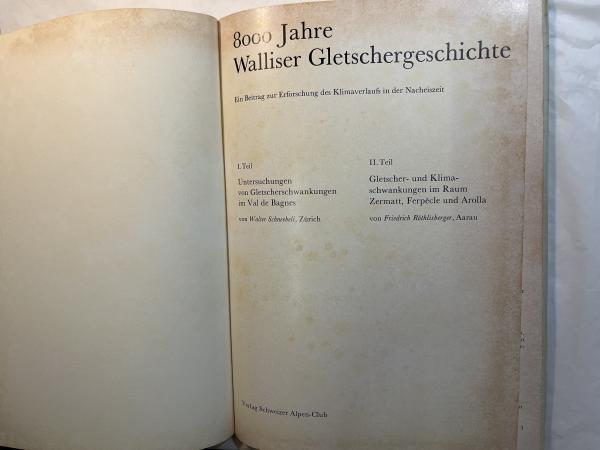 8000 Jahre
Walliser Gletschergeschichte
Ein Beitrag zur Erforschung des Klimaverlaufs in der Nacheiszeit
I. Teil
Untersuchungen
von Gletscherschwankungen
im Val de Bagnes
von Walter Schneebeli, Zürich
II. Teil
Gletscher- und Klima-
schwankungen im Raum
Zermatt, Ferpècle und Arolla
von Friedrich Röthlisberger, Aarau
Verlag Schweizer Alpen-Club